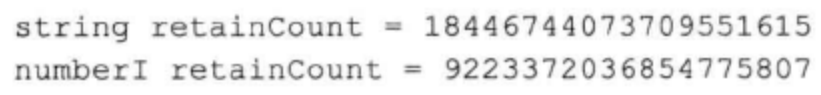 string retainCount = 18446744073709551615
numberI retainCount = 9223372036854775807